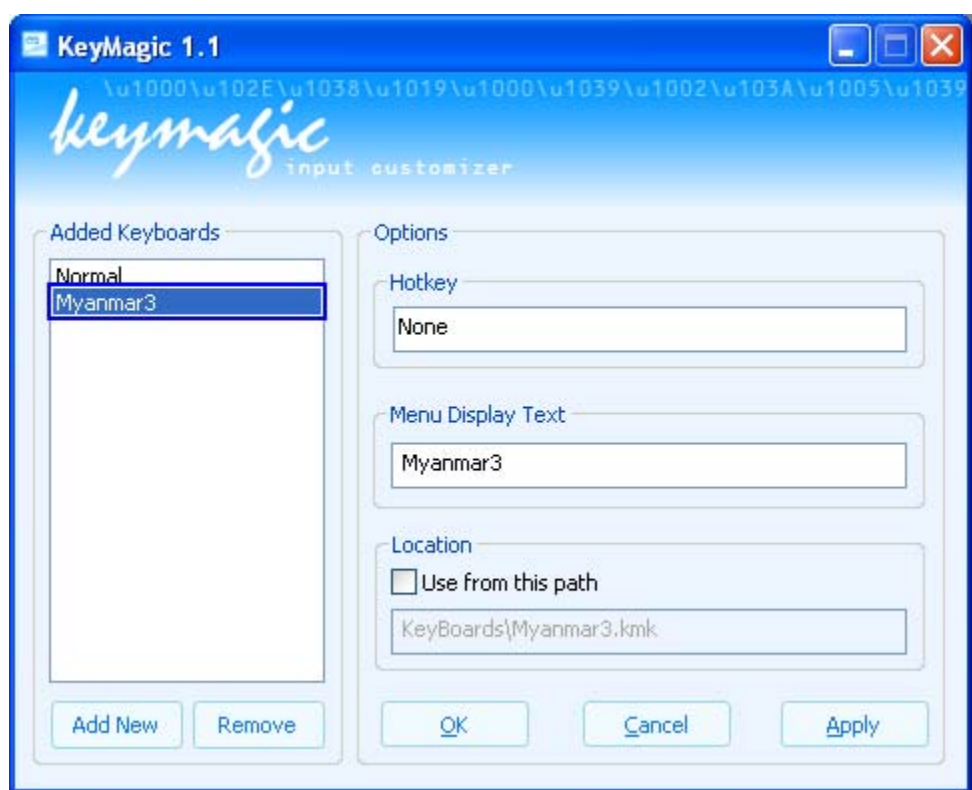 KeyMagic 1.1
\u1000\u102E\u1038\u1019\u1000\u1039\u1002\u103A\u1005\u1039
keymagic
input customizer
Added Keyboards
Normal
Myanmar3
Add New
Remove
Options
Hotkey
None
Menu Display Text
Myanmar3
Location
Use from this path
KeyBoards\Myanmar3.kmk
OK
Cancel
Apply